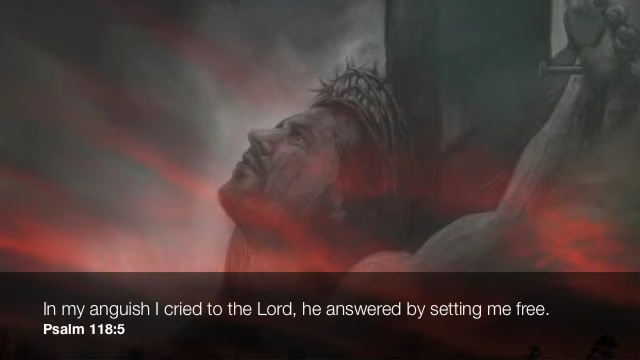 In my anguish I cried to the Lord, he answered by setting me free.
Psalm 118:5